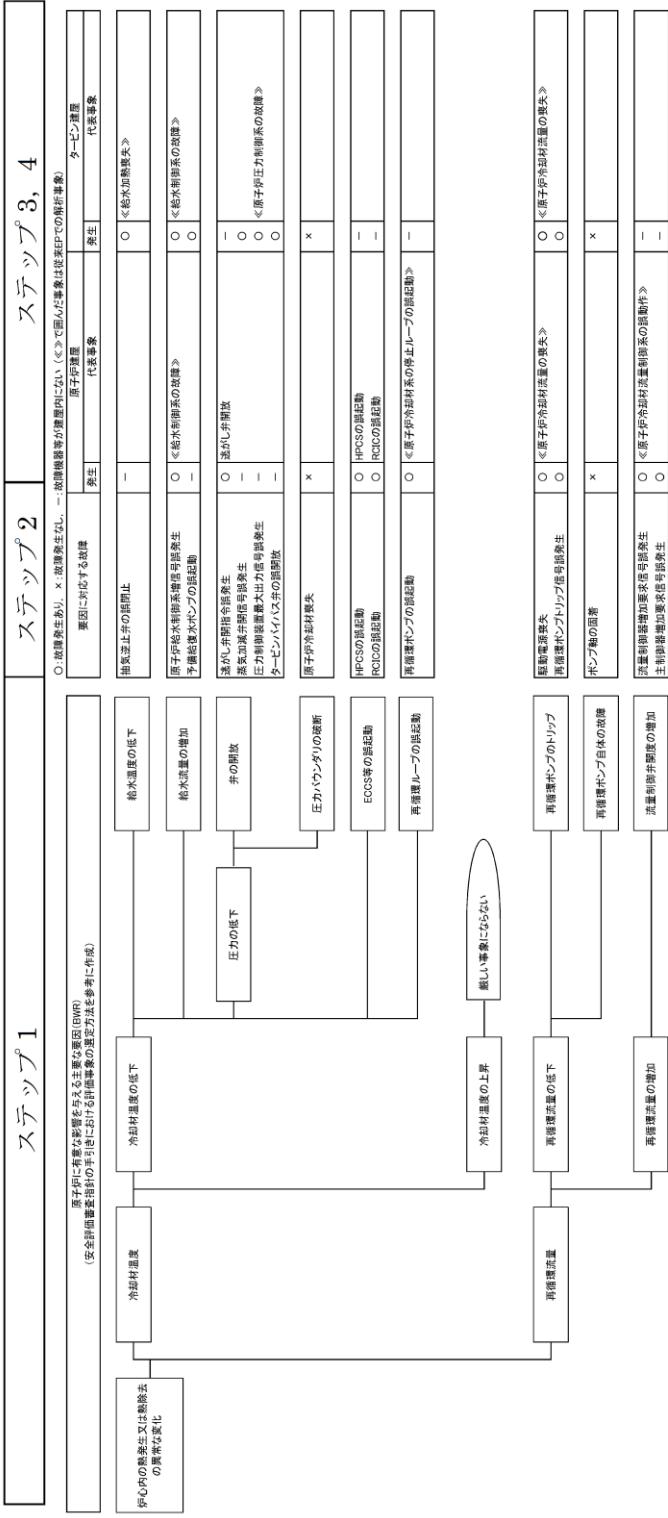 ステップ 1
ステップ 2
ステップ 3, 4
○:故障発生あり, ×:故障発生なし, －:故障機器等が建屋内にない (≪≫で囲んだ事象は従来EPでの解析事象)
原子炉に有意な影響を与える主要な要因(BWR)
(安全評価審査指針の手引きにおける評価事象の選定方法を参考に作成)
要因に対応する故障
原子炉建屋
発生
代表事象
タービン建屋
発生
代表事象
炉心内の熱発生又は熱除去
の異常な変化
冷却材温度
冷却材温度の低下
給水温度の低下
抽気逆止弁の誤閉止
－
○ ≪給水加熱喪失≫
給水流量の増加
原子炉給水制御系増信号誤発生
予備給復水ポンプの誤起動
○ ≪給水制御系の故障≫
－
○ ≪給水制御系の故障≫
○
圧力の低下
弁の開放
逃がし弁開指令誤発生
蒸気加減弁開信号誤発生
圧力制御装置最大出力信号誤発生
タービンバイパス弁の誤開放
○ 逃がし弁開放
－
－
－
－
○
○ ≪原子炉圧力制御系の故障≫
○
圧力バウンダリの破断
原子炉冷却材喪失
×
×
ECCS等の誤起動
HPCSの誤起動
RCICの誤起動
○ HPCSの誤起動
○ RCICの誤起動
－
－
再循環ループの誤起動
再循環ポンプの誤起動
○ ≪原子炉冷却材系の停止ループの誤起動≫
－
冷却材温度の上昇
厳しい事象にならない
再循環流量
再循環流量の低下
再循環ポンプのトリップ
駆動電源喪失
再循環ポンプトリップ信号誤発生
○ ≪原子炉冷却材流量の喪失≫
○
○ ≪原子炉冷却材流量の喪失≫
○
再循環ポンプ自体の故障
ポンプ軸の固着
×
×
再循環流量の増加
流量制御弁開度の増加
流量制御器増加要求信号誤発生
主制御器増加要求信号誤発生
○ ≪原子炉冷却材流量制御系の誤動作≫
○
－
－